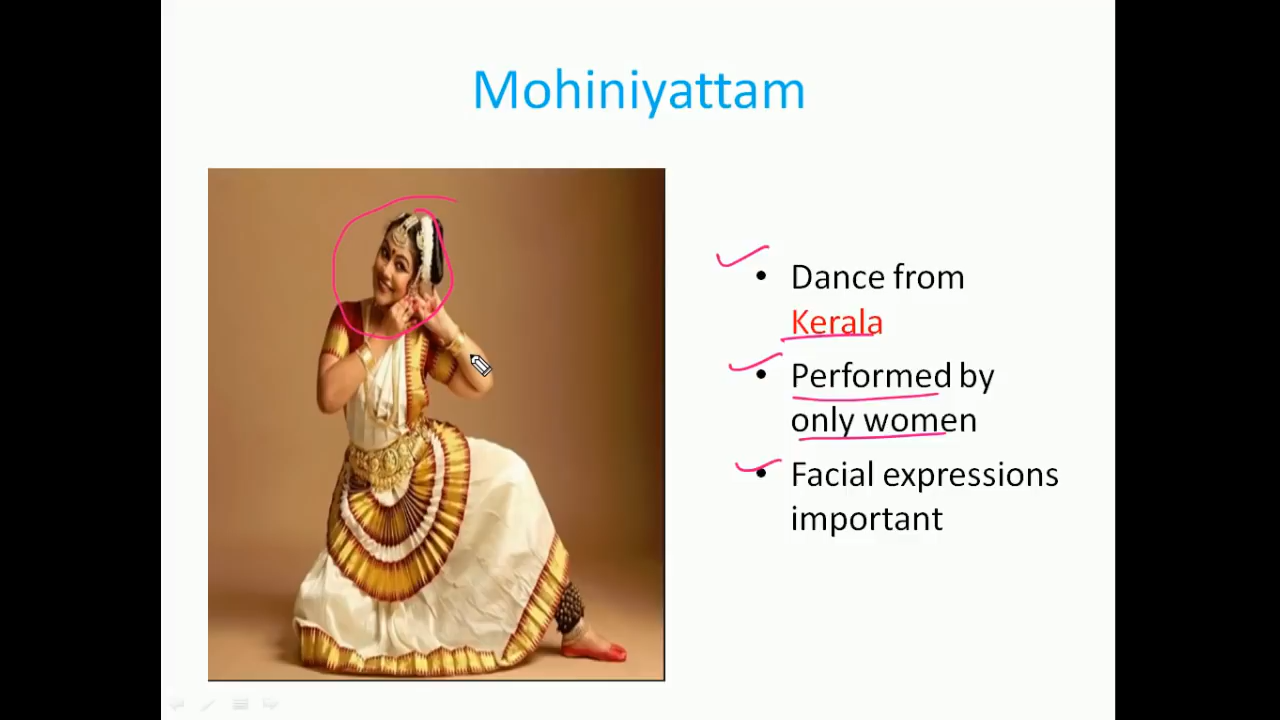 Mohiniyattam
• Dance from
Kerala
• Performed by
only women
• Facial expressions
important